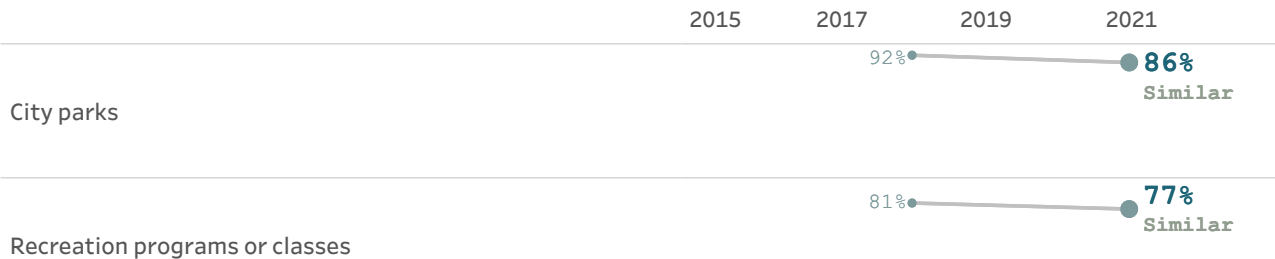 2015 2017 2019 2021
92% 86%
Similar
City parks
81% 77%
Similar
Recreation programs or classes